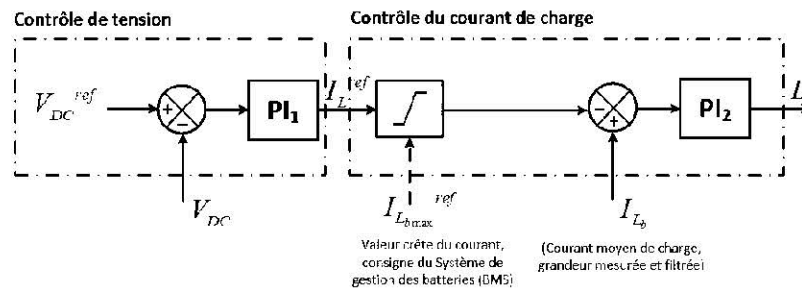 Contrôle de tension
Contrôle du courant de charge
V_DC^ref
+
−
PI₁
I_L^ref
−
+
PI₂
V_DC
I_Lbmax^ref
I_Lb
Valeur crête du courant,
consigne du Système de
gestion des batteries (BMS)
(Courant moyen de charge,
grandeur mesurée et filtrée)